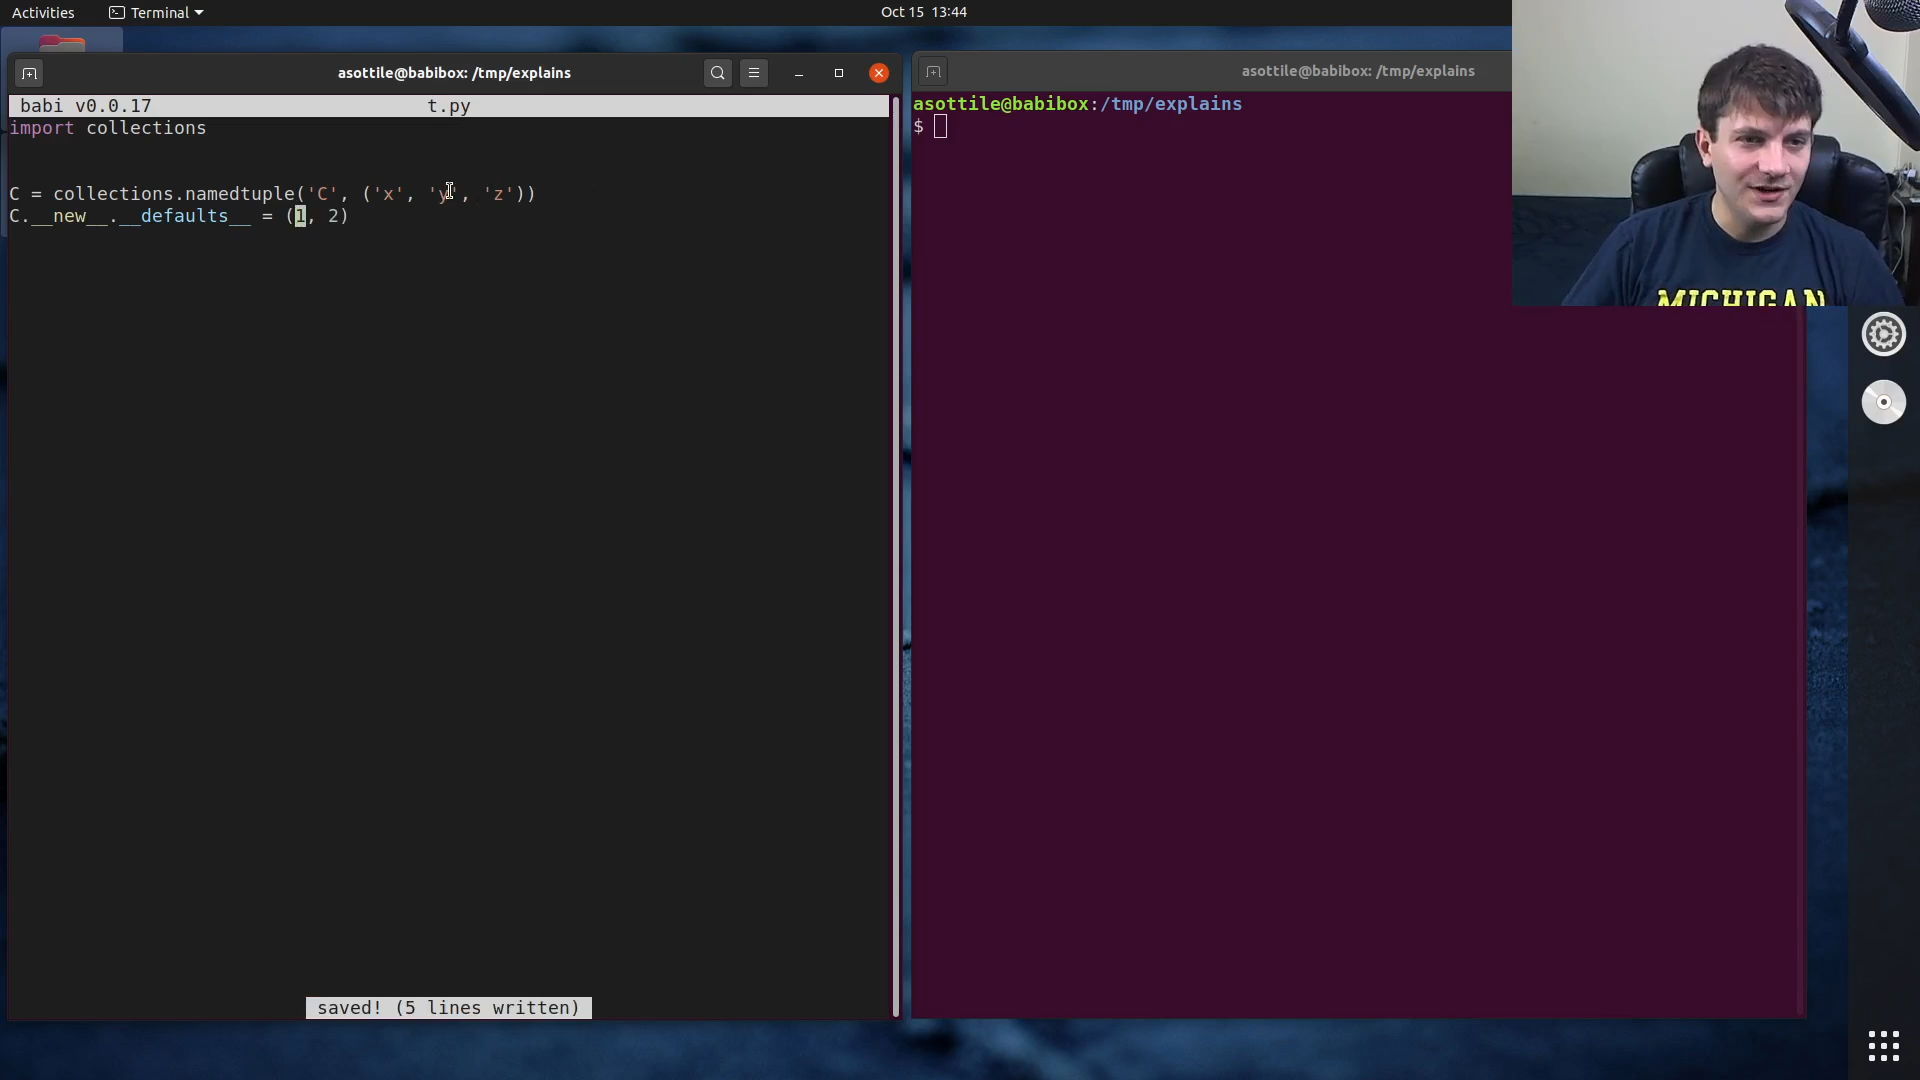 Activities
Terminal
Oct 15 13:44
asottile@babibox: /tmp/explains
babi v0.0.17
t.py
import collections
C = collections.namedtuple('C', ('x', 'y', 'z'))
C.__new__.__defaults__ = (1, 2)
saved! (5 lines written)
asottile@babibox: /tmp/explains
asottile@babibox:/tmp/explains
$
MICHIGAN